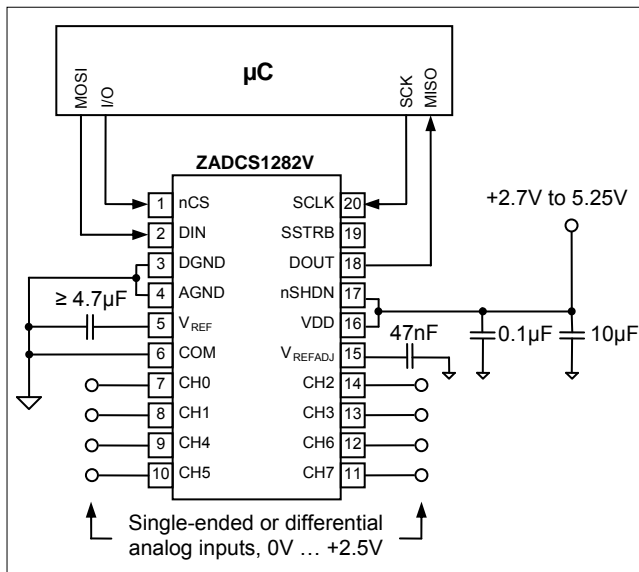 µC
MOSI
I/O
SCK
MISO
ZADCS1282V
+2.7V to 5.25V
1 nCS
SCLK 20
2 DIN
SSTRB 19
3 DGND
DOUT 18
4 AGND
nSHDN 17
≥ 4.7µF
5 VREF
VDD 16
47nF
0.1µF
10µF
6 COM
VREFADJ 15
7 CH0
CH2 14
8 CH1
CH3 13
9 CH4
CH6 12
10 CH5
CH7 11
Single-ended or differential
analog inputs, 0V … +2.5V